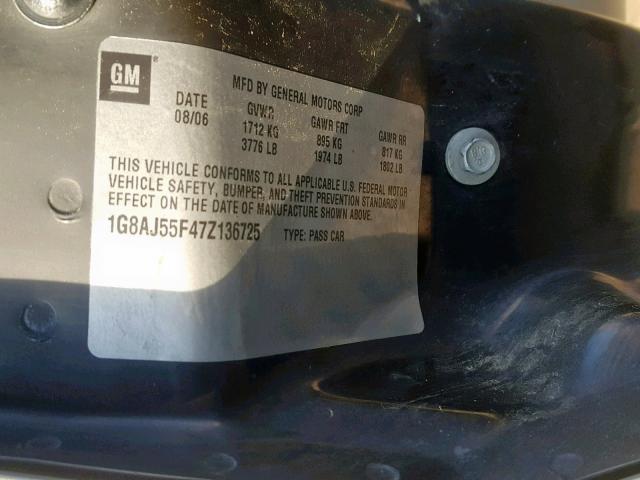 GM
®
MFD BY GENERAL MOTORS CORP
DATE GVWR GAWR FRT GAWR RR
08/06 1712 KG 895 KG 817 KG
3776 LB 1974 LB 1802 LB
THIS VEHICLE CONFORMS TO ALL APPLICABLE U.S. FEDERAL MOTOR
VEHICLE SAFETY, BUMPER, AND THEFT PREVENTION STANDARDS IN
EFFECT ON THE DATE OF MANUFACTURE SHOWN ABOVE.
1G8AJ55F47Z136725 TYPE: PASS CAR